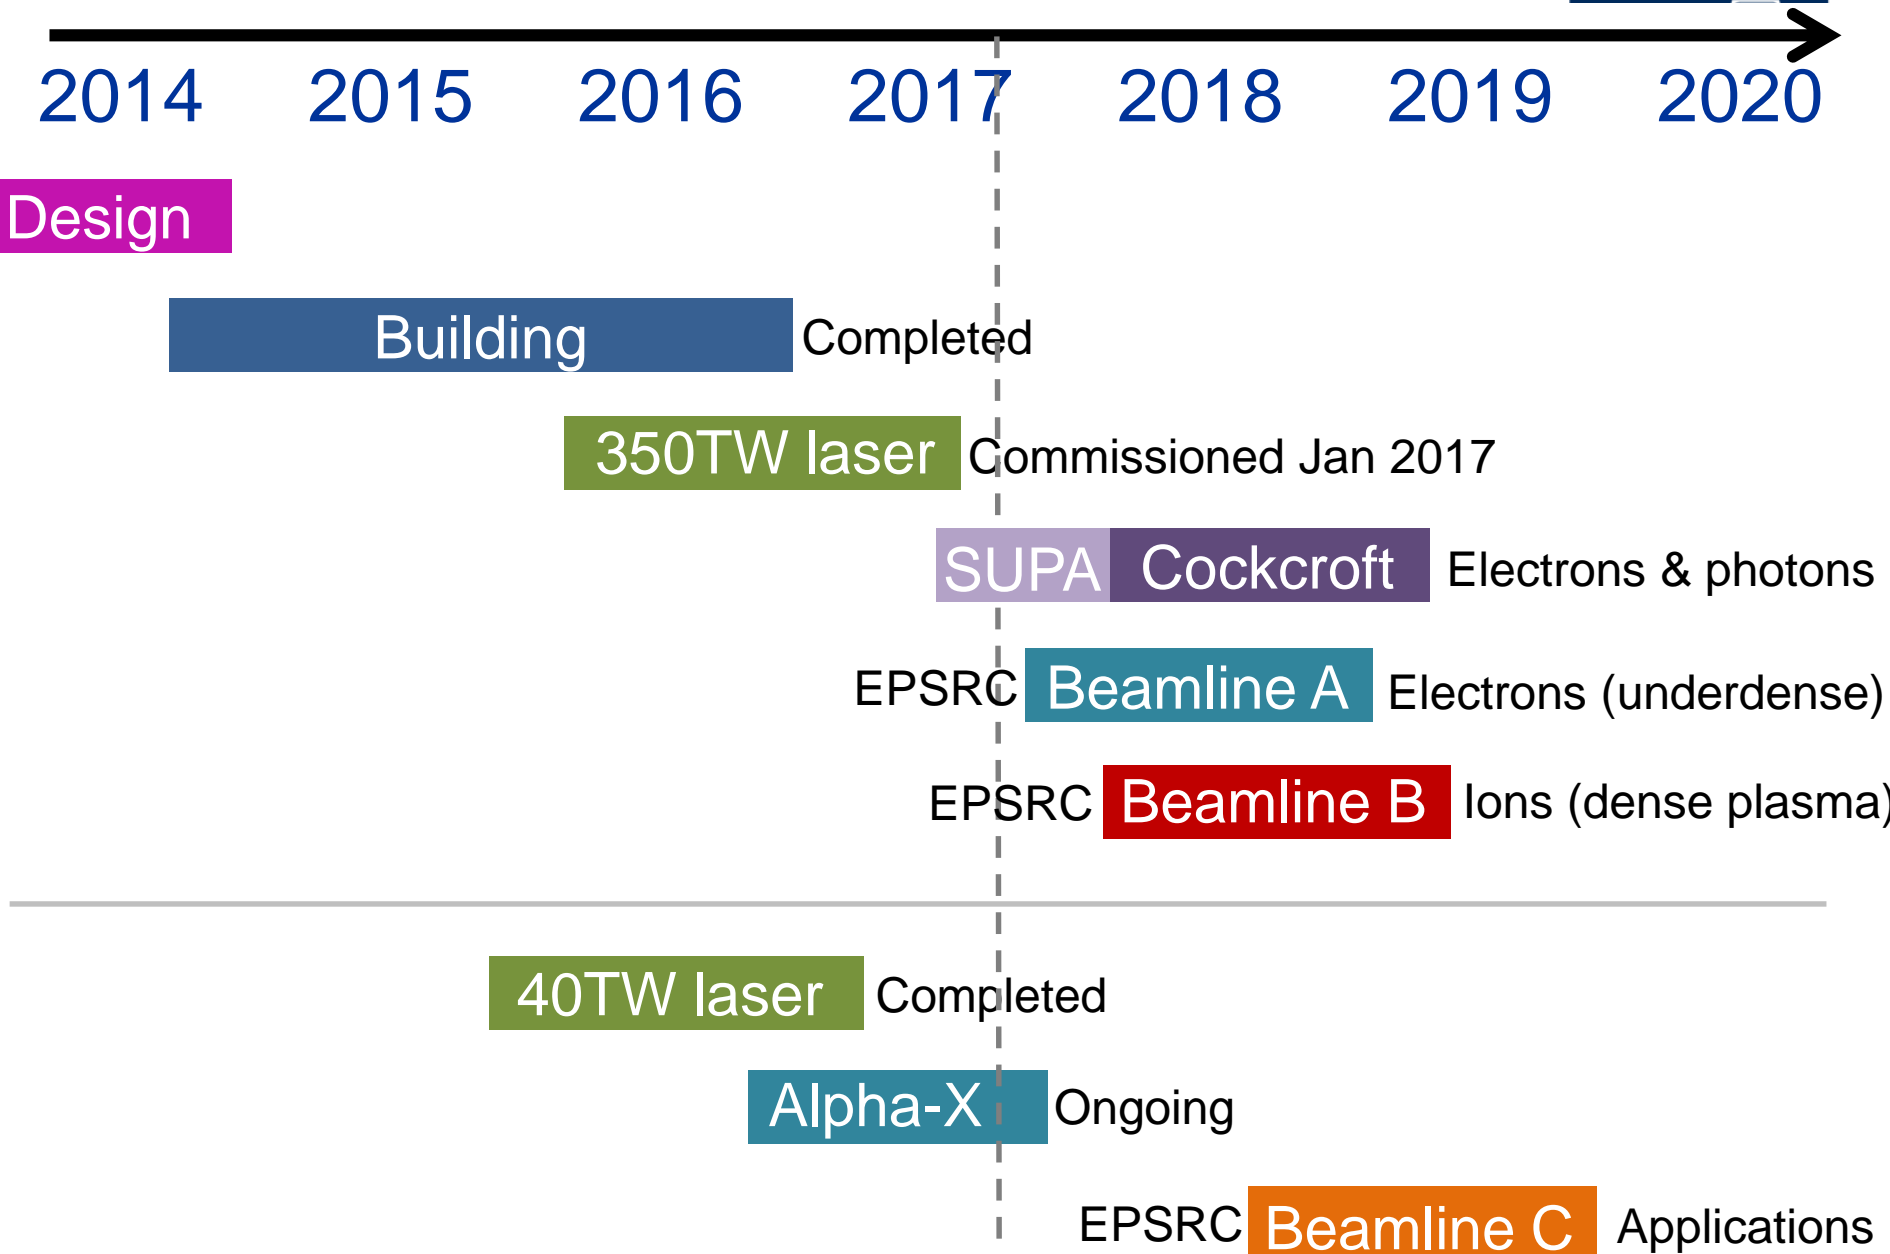 2014 2015 2016 2017 2018 2019 2020
Design
Building Completed
350TW laser Commissioned Jan 2017
SUPA Cockcroft Electrons & photons
EPSRC Beamline A Electrons (underdense)
EPSRC Beamline B Ions (dense plasma)
40TW laser Completed
Alpha-X Ongoing
EPSRC Beamline C Applications